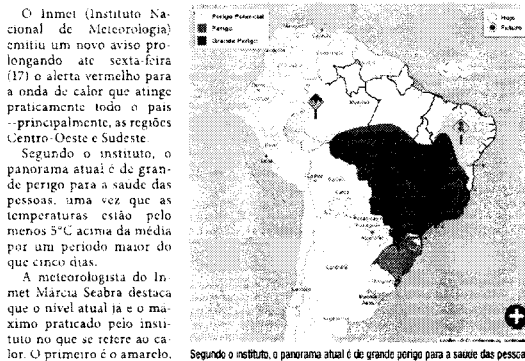 O Inmet (Instituto Na-
cional de Meteorologia)
emitiu um novo aviso pro-
longando até sexta-feira
(17) o alerta vermelho para
a onda de calor que atinge
praticamente todo o país
--principalmente, as regiões
Centro-Oeste e Sudeste.
Segundo o instituto, o
panorama atual é de gran-
de perigo para a saúde das
pessoas, uma vez que as
temperaturas estão pelo
menos 5°C acima da média
por um período maior do
que cinco dias.
A meteorologista do In-
met Márcia Seabra destaca
que o nível atual já é o má-
ximo praticado pelo insti-
tuto no que se refere ao ca-
lor. O primeiro é o amarelo,
Perigo Potencial
Perigo
Grande Perigo
Hoje
Futuro
Segundo o instituto, o panorama atual é de grande perigo para a saúde das pessoas